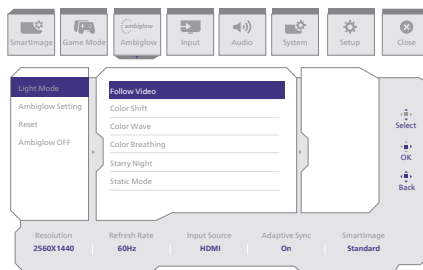 ambiglow
SmartImage Game Mode Ambiglow Input Audio System Setup Close
Light Mode
Ambiglow Setting
Reset
Ambiglow OFF
Follow Video
Color Shift
Color Wave
Color Breathing
Starry Night
Static Mode
Select
OK
Back
Resolution Refresh Rate Input Source Adaptive Sync SmartImage
2560X1440 60Hz HDMI On Standard